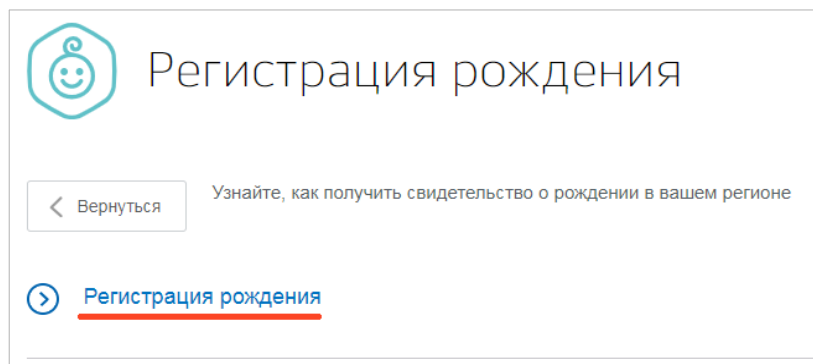 Регистрация рождения
Вернуться
Узнайте, как получить свидетельство о рождении в вашем регионе
Регистрация рождения